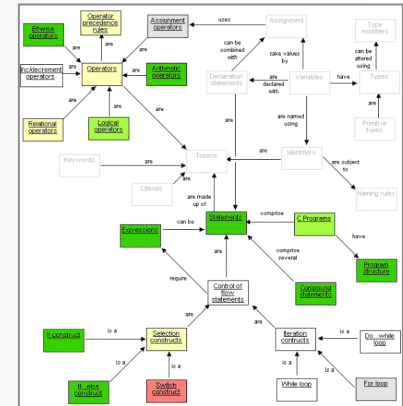 Bitwise
operators
Operator
precedence
rules
Assignment
operators
uses
Assignment
Type
modifiers
are
are
are
can be
combined
with
take values
by
can be
altered
using
Inc/decrement
operators
are
Operators
are
Arithmetic
operators
Declaration
statements
are
declared
with
Variables
have
Types
are
are
are
are
are
are named
using
are
Relational
operators
Logical
operators
Primitive
types
Keywords
are
Tokens
are
Identifiers
are subject
to
are
Literals
are made
up of
Naming rules
Expressions
can be
Statements
comprise
C Programs
have
are
comprise
several
Program
structure
require
Control of
flow
statements
Compound
statements
are
are
If construct
is a
Selection
constructs
Iteration
contructs
is a
Do...while
loop
is a
is a
is a
is a
If...else
construct
Switch
construct
While loop
For loop